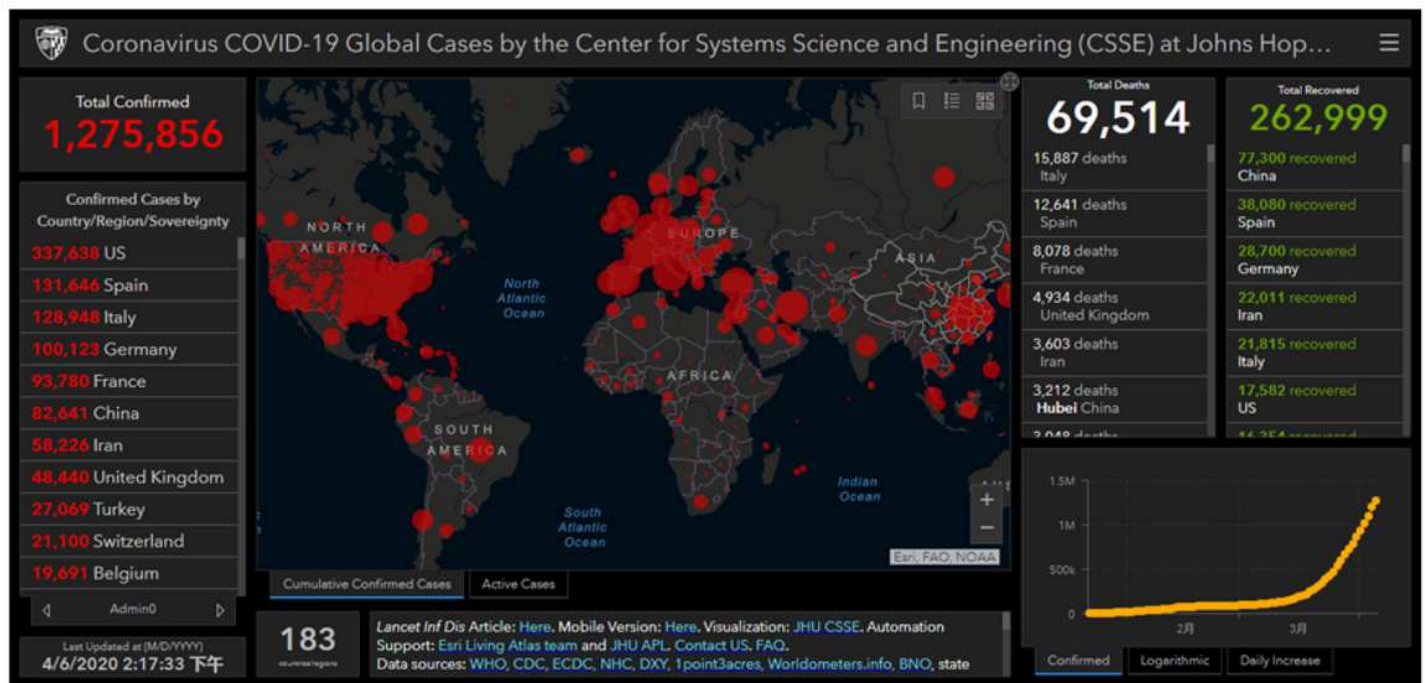 Coronavirus COVID-19 Global Cases by the Center for Systems Science and Engineering (CSSE) at Johns Hop...
Total Confirmed
1,275,856
Confirmed Cases by
Country/Region/Sovereignty
337,638 US
131,646 Spain
128,948 Italy
100,123 Germany
93,780 France
82,641 China
58,226 Iran
48,440 United Kingdom
27,069 Turkey
21,100 Switzerland
19,691 Belgium
Admin0
Last Updated at (M/D/YYYY)
4/6/2020 2:17:33 下午
NORTH
AMERICA
North
Atlantic
Ocean
EUROPE
ASIA
AFRICA
SOUTH
AMERICA
South
Atlantic
Ocean
Indian
Ocean
Esri, FAO, NOAA
Cumulative Confirmed Cases
Active Cases
183
countries/regions
Lancet Inf Dis Article: Here. Mobile Version: Here. Visualization: JHU CSSE. Automation
Support: Esri Living Atlas team and JHU APL. Contact US. FAQ.
Data sources: WHO, CDC, ECDC, NHC, DXY, 1point3acres, Worldometers.info, BNO, state
Total Deaths
69,514
15,887 deaths
Italy
12,641 deaths
Spain
8,078 deaths
France
4,934 deaths
United Kingdom
3,603 deaths
Iran
3,212 deaths
Hubei China
Total Recovered
262,999
77,300 recovered
China
38,080 recovered
Spain
28,700 recovered
Germany
22,011 recovered
Iran
21,815 recovered
Italy
17,582 recovered
US
1.5M
1M
500k
0
2月
3月
Confirmed
Logarithmic
Daily Increase